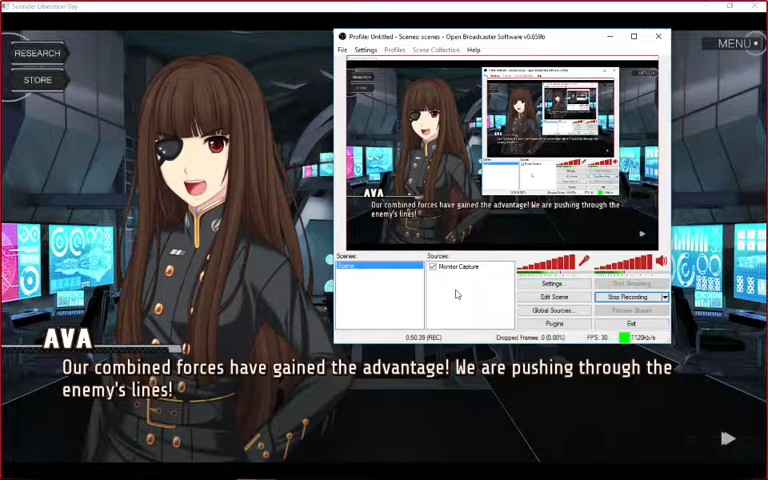 Sunrider Liberation Day
RESEARCH
STORE
MENU
Profile: Untitled - Scenes: scenes - Open Broadcaster Software v0.659b
File Settings Profiles Scene Collection Help
AVA
Our combined forces have gained the advantage! We are pushing through the
enemy's lines!
Scenes:
Scene
Sources:
Monitor Capture
Settings...
Start Streaming
Edit Scene
Stop Recording
Global Sources...
Preview Stream
Plugins
Exit
0:50:39 (REC)
Dropped Frames: 0 (0.00%)
FPS: 30
1120kb/s
AVA
Our combined forces have gained the advantage! We are pushing through the
enemy's lines!